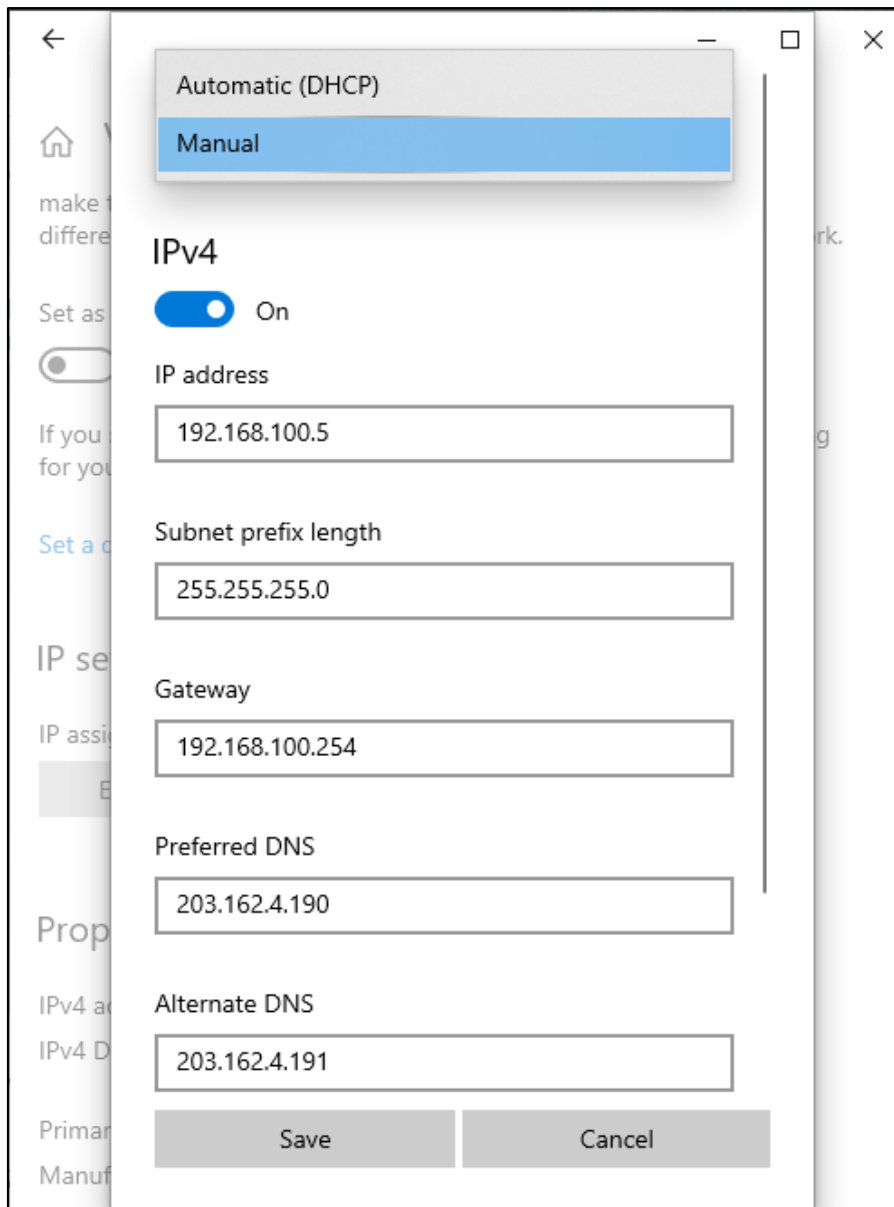 Automatic (DHCP)
Manual
make
differe
rk.
IPv4
Set as
On
IP address
If you
g
for you
192.168.100.5
Subnet prefix length
Set a
255.255.255.0
IP se
Gateway
IP assig
192.168.100.254
Preferred DNS
203.162.4.190
Prop
Alternate DNS
IPv4 a
IPv4 D
203.162.4.191
Primar
Save
Cancel
Manuf